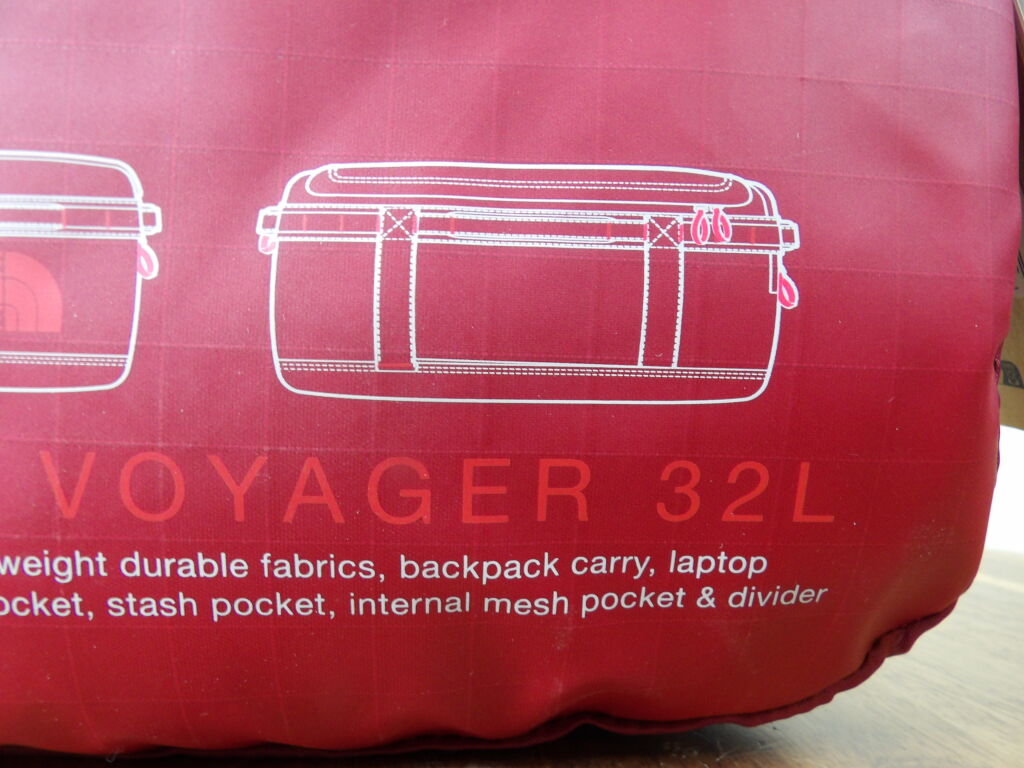 VOYAGER 32L
weight durable fabrics, backpack carry, laptop
ocket, stash pocket, internal mesh pocket & divider